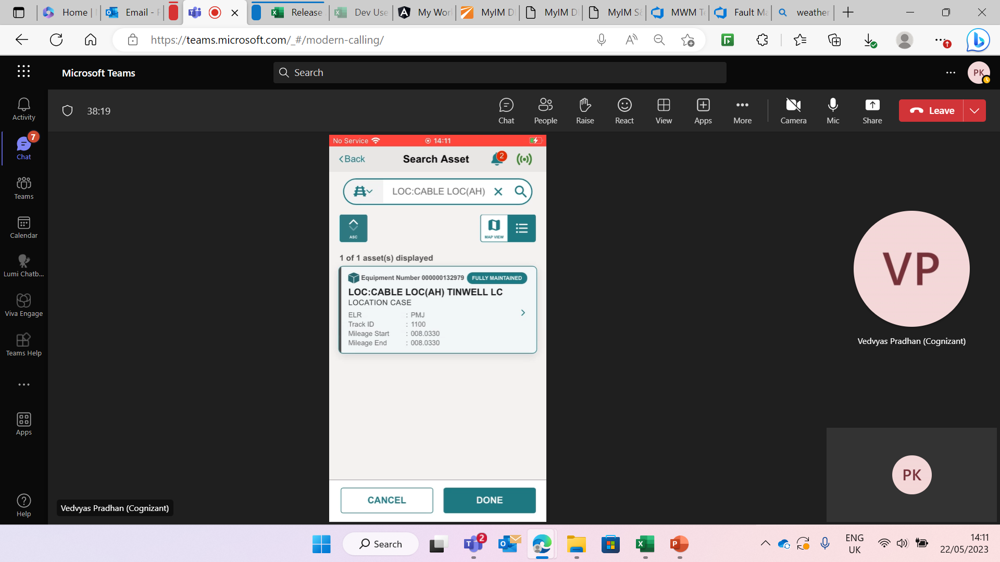 Home |
Email -
Release
Dev Use
My Wor
MyIM D
MyIM D
MyIM S
MWM Te
Fault Ma
weather
https://teams.microsoft.com/_#/modern-calling/
Microsoft Teams
Search
PK
38:19
Chat
People
Raise
React
View
Apps
More
Camera
Mic
Share
Leave
Activity
7
Chat
Teams
Calendar
Lumi Chatb...
Viva Engage
Teams Help
Apps
Help
No Service
14:11
Back
Search Asset
2
LOC:CABLE LOC(AH)
ASC
MAP VIEW
1 of 1 asset(s) displayed
Equipment Number 000000132979 FULLY MAINTAINED
LOC:CABLE LOC(AH) TINWELL LC
LOCATION CASE
ELR : PMJ
Track ID : 1100
Mileage Start : 008.0330
Mileage End : 008.0330
CANCEL
DONE
VP
Vedvyas Pradhan (Cognizant)
PK
Vedvyas Pradhan (Cognizant)
Search
2
ENG
UK
14:11
22/05/2023